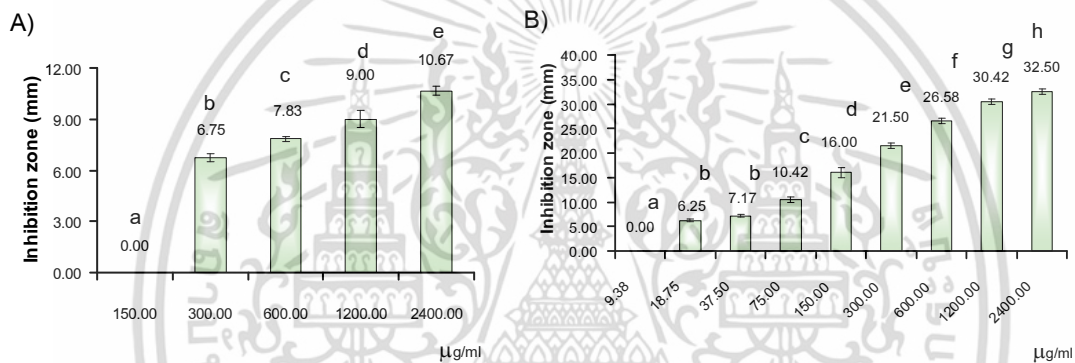 A)
Inhibition zone (mm)
12.00
9.00
6.00
3.00
0.00
a
0.00
b
6.75
c
7.83
d
9.00
e
10.67
150.00 300.00 600.00 1200.00 2400.00
μg/ml
B)
Inhibition zone (mm)
40.00
35.00
30.00
25.00
20.00
15.00
10.00
5.00
0.00
a
0.00
b
6.25
b
7.17
c
10.42
d
16.00
e
21.50
f
26.58
g
30.42
h
32.50
9.38 18.75 37.50 75.00 150.00 300.00 600.00 1200.00 2400.00
μg/ml